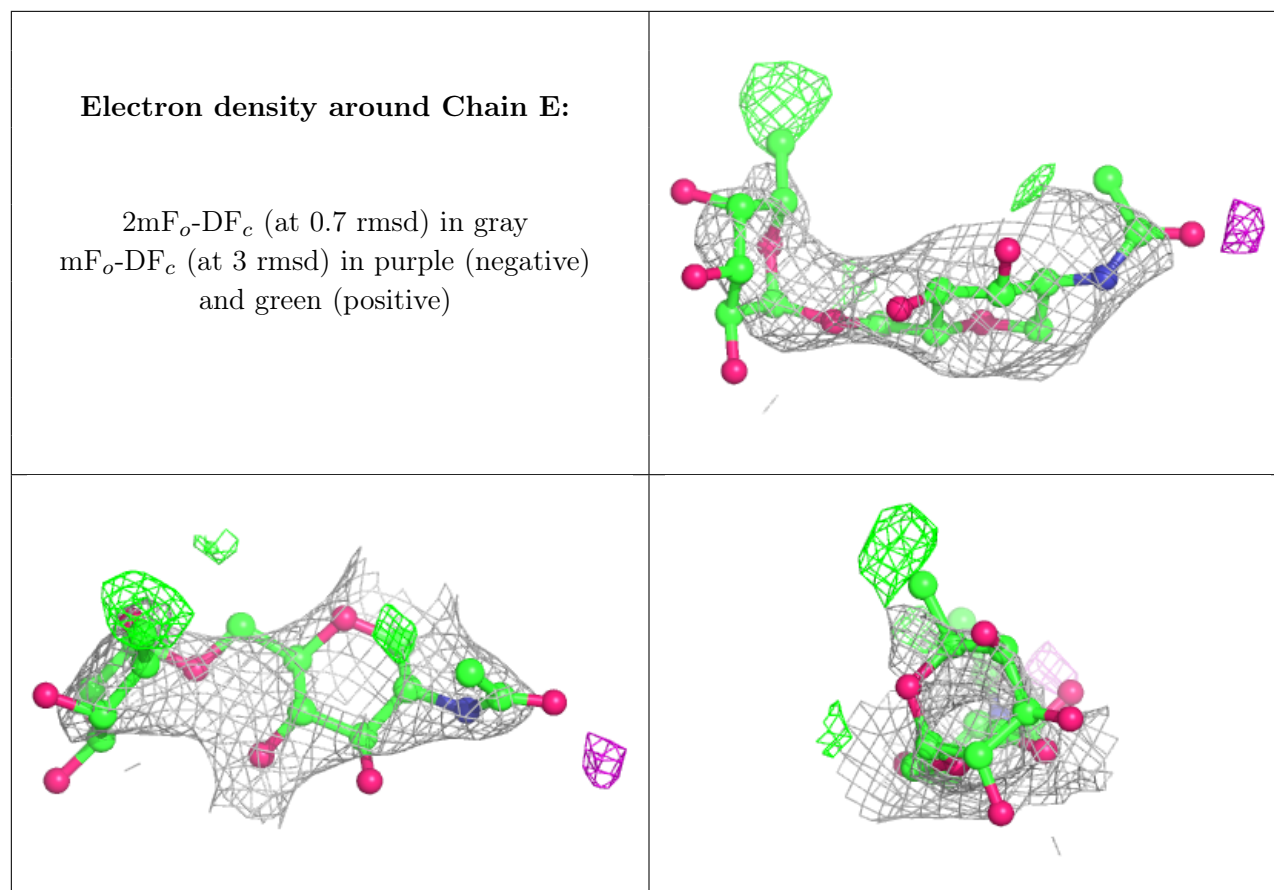 Electron density around Chain E:
2mFo-DFc (at 0.7 rmsd) in gray
mFo-DFc (at 3 rmsd) in purple (negative)
and green (positive)